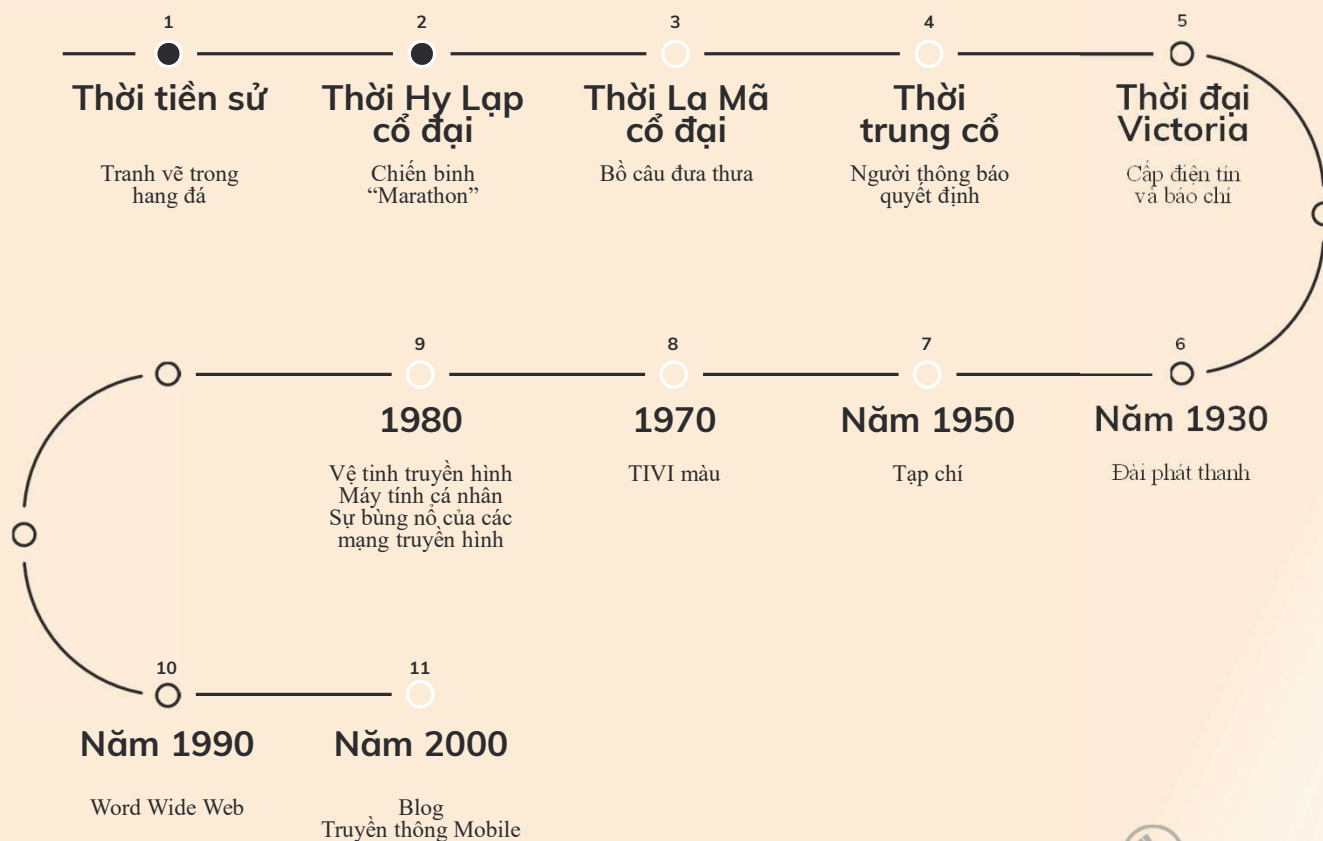 1
Thời tiền sử
Tranh vẽ trong
hang đá
2
Thời Hy Lạp
cổ đại
Chiến binh
“Marathon”
3
Thời La Mã
cổ đại
Bồ câu đưa thưa
4
Thời
trung cổ
Người thông báo
quyết định
5
Thời đại
Victoria
Cấp điện tín
và báo chí
6
Năm 1930
Đài phát thanh
7
Năm 1950
Tạp chí
8
1970
TIVI màu
9
1980
Vệ tinh truyền hình
Máy tính cá nhân
Sự bùng nổ của các
mạng truyền hình
10
Năm 1990
Word Wide Web
11
Năm 2000
Blog
Truyền thông Mobile